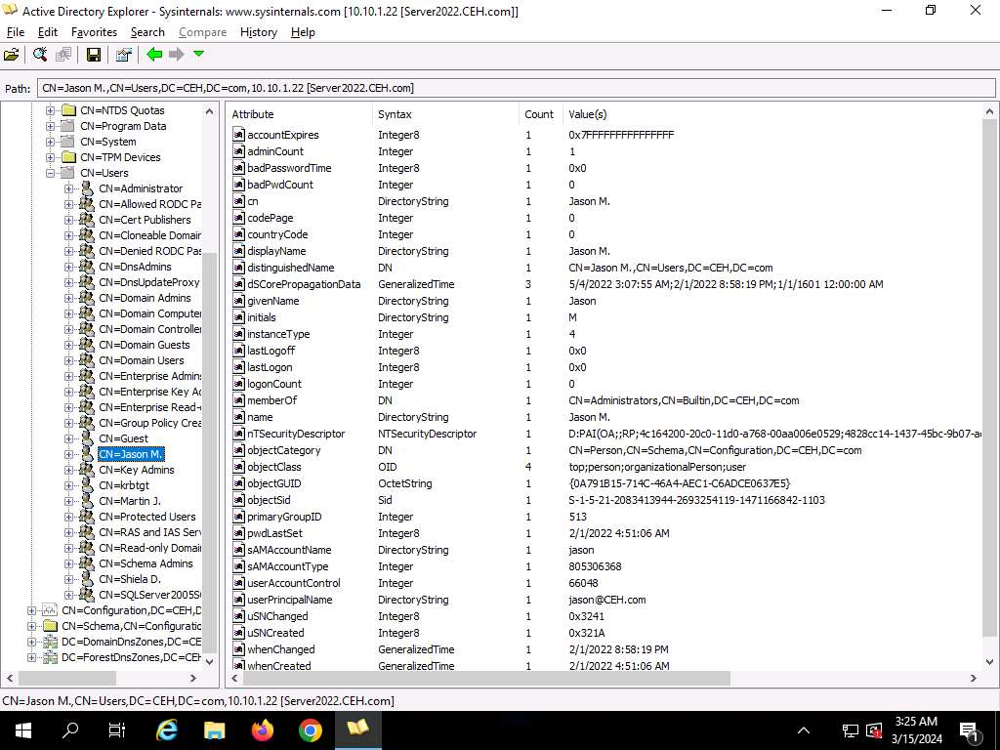 Active Directory Explorer - Sysinternals: www.sysinternals.com [10.10.1.22 [Server2022.CEH.com]]
File Edit Favorites Search Compare History Help
Path: CN=Jason M.,CN=Users,DC=CEH,DC=com,10.10.1.22 [Server2022.CEH.com]
CN=NTDS Quotas
CN=Program Data
CN=System
CN=TPM Devices
CN=Users
CN=Administrator
CN=Allowed RODC Pa
CN=Cert Publishers
CN=Cloneable Domain
CN=Denied RODC Pas
CN=DnsAdmins
CN=DnsUpdateProxy
CN=Domain Admins
CN=Domain Computer
CN=Domain Controller
CN=Domain Guests
CN=Domain Users
CN=Enterprise Admins
CN=Enterprise Key Ad
CN=Enterprise Read-
CN=Group Policy Crea
CN=Guest
CN=Jason M.
CN=Key Admins
CN=krbtgt
CN=Martin J.
CN=Protected Users
CN=RAS and IAS Serv
CN=Read-only Domai
CN=Schema Admins
CN=Shiela D.
CN=SQLServer2005S
CN=Configuration,DC=CEH,D
CN=Schema,CN=Configuratio
DC=DomainDnsZones,DC=CE
DC=ForestDnsZones,DC=CEH
Attribute Syntax Count Value(s)
accountExpires Integer8 1 0x7FFFFFFFFFFFFFFF
adminCount Integer 1 1
badPasswordTime Integer8 1 0x0
badPwdCount Integer 1 0
cn DirectoryString 1 Jason M.
codePage Integer 1 0
countryCode Integer 1 0
displayName DirectoryString 1 Jason M.
distinguishedName DN 1 CN=Jason M.,CN=Users,DC=CEH,DC=com
dSCorePropagationData GeneralizedTime 3 5/4/2022 3:07:55 AM;2/1/2022 8:58:19 PM;1/1/1601 12:00:00 AM
givenName DirectoryString 1 Jason
initials DirectoryString 1 M
instanceType Integer 1 4
lastLogoff Integer8 1 0x0
lastLogon Integer8 1 0x0
logonCount Integer 1 0
memberOf DN 1 CN=Administrators,CN=Builtin,DC=CEH,DC=com
name DirectoryString 1 Jason M.
nTSecurityDescriptor NTSecurityDescriptor 1 D:PAI(OA;;RP;4c164200-20c0-11d0-a768-00aa006e0529;4828cc14-1437-45bc-9b07-a
objectCategory DN 1 CN=Person,CN=Schema,CN=Configuration,DC=CEH,DC=com
objectClass OID 4 top;person;organizationalPerson;user
objectGUID OctetString 1 {0A791B15-714C-46A4-AEC1-C6ADCE0637E5}
objectSid Sid 1 S-1-5-21-2083413944-2693254119-1471166842-1103
primaryGroupID Integer 1 513
pwdLastSet Integer8 1 2/1/2022 4:51:06 AM
sAMAccountName DirectoryString 1 jason
sAMAccountType Integer 1 805306368
userAccountControl Integer 1 66048
userPrincipalName DirectoryString 1 jason@CEH.com
uSNChanged Integer8 1 0x3241
uSNCreated Integer8 1 0x321A
whenChanged GeneralizedTime 1 2/1/2022 8:58:19 PM
whenCreated GeneralizedTime 1 2/1/2022 4:51:06 AM
CN=Jason M.,CN=Users,DC=CEH,DC=com,10.10.1.22 [Server2022.CEH.com]
3:25 AM
3/15/2024
1